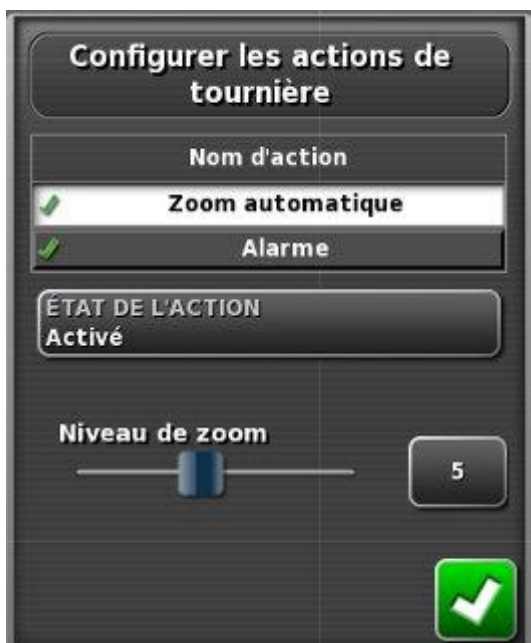 Configurer les actions de
tournière
Nom d'action
Zoom automatique
Alarme
ÉTAT DE L'ACTION
Activé
Niveau de zoom
5